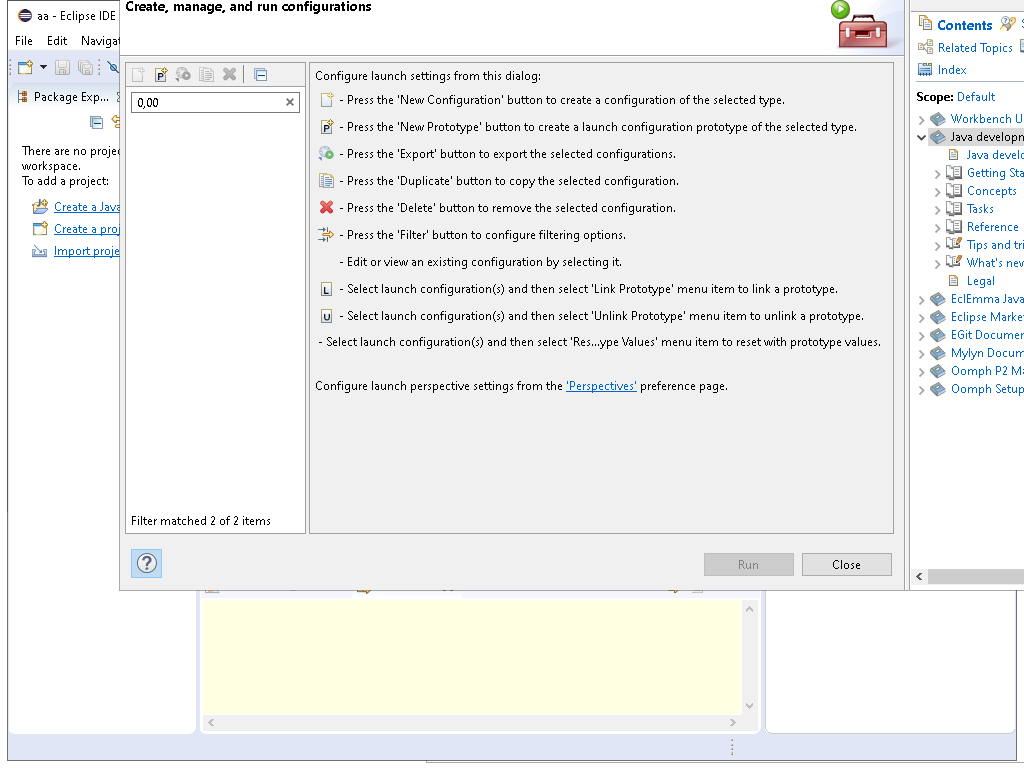 aa - Eclipse IDE
File Edit Navigat
Package Exp...
There are no projec
workspace.
To add a project:
Create a Java
Create a proj
Import proje
Create, manage, and run configurations
0,00
Filter matched 2 of 2 items
Configure launch settings from this dialog:
- Press the 'New Configuration' button to create a configuration of the selected type.
P - Press the 'New Prototype' button to create a launch configuration prototype of the selected type.
- Press the 'Export' button to export the selected configurations.
- Press the 'Duplicate' button to copy the selected configuration.
- Press the 'Delete' button to remove the selected configuration.
- Press the 'Filter' button to configure filtering options.
- Edit or view an existing configuration by selecting it.
L - Select launch configuration(s) and then select 'Link Prototype' menu item to link a prototype.
U - Select launch configuration(s) and then select 'Unlink Prototype' menu item to unlink a prototype.
- Select launch configuration(s) and then select 'Res...ype Values' menu item to reset with prototype values.
Configure launch perspective settings from the 'Perspectives' preference page.
?
Run Close
Contents
Related Topics
Index
Scope: Default
Workbench U
Java developm
Java develo
Getting Sta
Concepts
Tasks
Reference
Tips and tri
What's new
Legal
EclEmma Java
Eclipse Market
EGit Documen
Mylyn Docum
Oomph P2 Ma
Oomph Setup